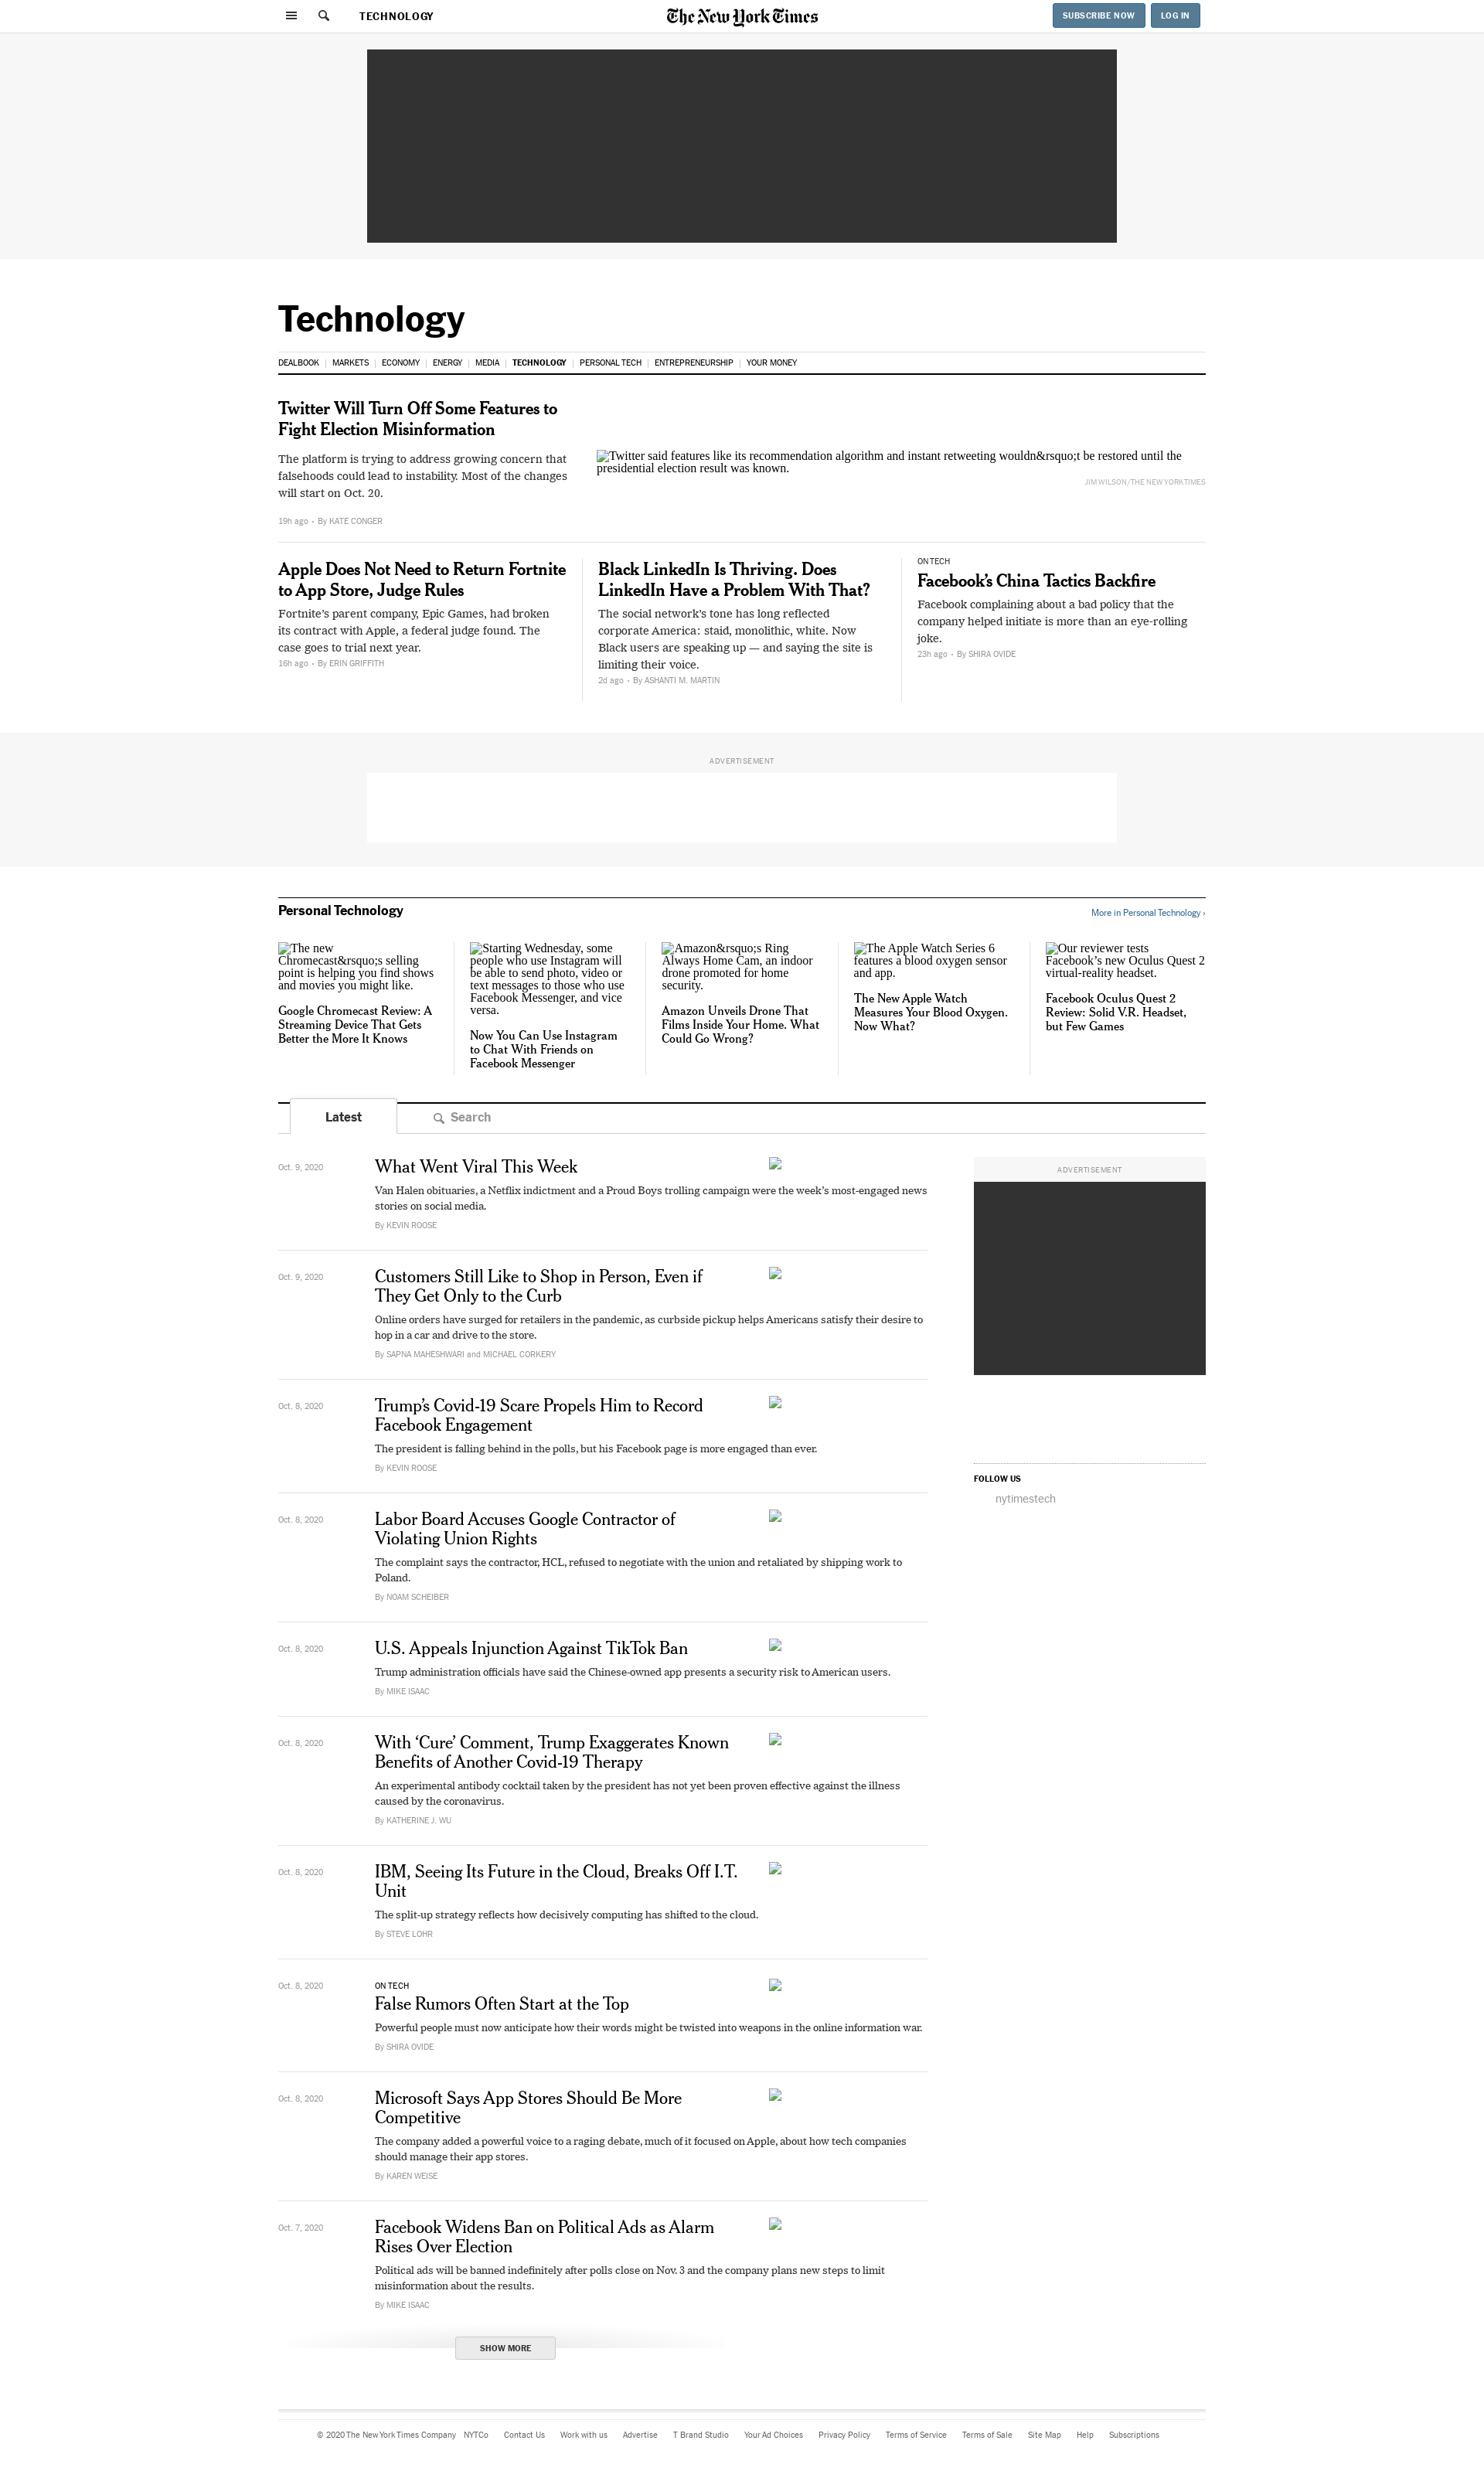 TECHNOLOGY
The New York Times
SUBSCRIBE NOW
LOG IN
Technology
DEALBOOK | MARKETS | ECONOMY | ENERGY | MEDIA | TECHNOLOGY | PERSONAL TECH | ENTREPRENEURSHIP | YOUR MONEY
Twitter Will Turn Off Some Features to
Fight Election Misinformation
The platform is trying to address growing concern that
falsehoods could lead to instability. Most of the changes
will start on Oct. 20.
19h ago • By KATE CONGER
Twitter said features like its recommendation algorithm and instant retweeting wouldn&rsquo;t be restored until the
presidential election result was known.
JIM WILSON/THE NEW YORK TIMES
Apple Does Not Need to Return Fortnite
to App Store, Judge Rules
Fortnite’s parent company, Epic Games, had broken
its contract with Apple, a federal judge found. The
case goes to trial next year.
16h ago • By ERIN GRIFFITH
Black LinkedIn Is Thriving. Does
LinkedIn Have a Problem With That?
The social network’s tone has long reflected
corporate America: staid, monolithic, white. Now
Black users are speaking up — and saying the site is
limiting their voice.
2d ago • By ASHANTI M. MARTIN
ON TECH
Facebook’s China Tactics Backfire
Facebook complaining about a bad policy that the
company helped initiate is more than an eye-rolling
joke.
23h ago • By SHIRA OVIDE
ADVERTISEMENT
Personal Technology
More in Personal Technology ›
The new
Chromecast&rsquo;s selling
point is helping you find shows
and movies you might like.
Google Chromecast Review: A
Streaming Device That Gets
Better the More It Knows
Starting Wednesday, some
people who use Instagram will
be able to send photo, video or
text messages to those who use
Facebook Messenger, and vice
versa.
Now You Can Use Instagram
to Chat With Friends on
Facebook Messenger
Amazon&rsquo;s Ring
Always Home Cam, an indoor
drone promoted for home
security.
Amazon Unveils Drone That
Films Inside Your Home. What
Could Go Wrong?
The Apple Watch Series 6
features a blood oxygen sensor
and app.
The New Apple Watch
Measures Your Blood Oxygen.
Now What?
Our reviewer tests
Facebook’s new Oculus Quest 2
virtual-reality headset.
Facebook Oculus Quest 2
Review: Solid V.R. Headset,
but Few Games
Latest
Search
Oct. 9, 2020
What Went Viral This Week
Van Halen obituaries, a Netflix indictment and a Proud Boys trolling campaign were the week’s most-engaged news
stories on social media.
By KEVIN ROOSE
Oct. 9, 2020
Customers Still Like to Shop in Person, Even if
They Get Only to the Curb
Online orders have surged for retailers in the pandemic, as curbside pickup helps Americans satisfy their desire to
hop in a car and drive to the store.
By SAPNA MAHESHWARI and MICHAEL CORKERY
Oct. 8, 2020
Trump’s Covid-19 Scare Propels Him to Record
Facebook Engagement
The president is falling behind in the polls, but his Facebook page is more engaged than ever.
By KEVIN ROOSE
Oct. 8, 2020
Labor Board Accuses Google Contractor of
Violating Union Rights
The complaint says the contractor, HCL, refused to negotiate with the union and retaliated by shipping work to
Poland.
By NOAM SCHEIBER
Oct. 8, 2020
U.S. Appeals Injunction Against TikTok Ban
Trump administration officials have said the Chinese-owned app presents a security risk to American users.
By MIKE ISAAC
Oct. 8, 2020
With ‘Cure’ Comment, Trump Exaggerates Known
Benefits of Another Covid-19 Therapy
An experimental antibody cocktail taken by the president has not yet been proven effective against the illness
caused by the coronavirus.
By KATHERINE J. WU
Oct. 8, 2020
IBM, Seeing Its Future in the Cloud, Breaks Off I.T.
Unit
The split-up strategy reflects how decisively computing has shifted to the cloud.
By STEVE LOHR
Oct. 8, 2020
ON TECH
False Rumors Often Start at the Top
Powerful people must now anticipate how their words might be twisted into weapons in the online information war.
By SHIRA OVIDE
Oct. 8, 2020
Microsoft Says App Stores Should Be More
Competitive
The company added a powerful voice to a raging debate, much of it focused on Apple, about how tech companies
should manage their app stores.
By KAREN WEISE
Oct. 7, 2020
Facebook Widens Ban on Political Ads as Alarm
Rises Over Election
Political ads will be banned indefinitely after polls close on Nov. 3 and the company plans new steps to limit
misinformation about the results.
By MIKE ISAAC
SHOW MORE
ADVERTISEMENT
FOLLOW US
nytimestech
© 2020 The New York Times Company NYTCo Contact Us Work with us Advertise T Brand Studio Your Ad Choices Privacy Policy Terms of Service Terms of Sale Site Map Help Subscriptions